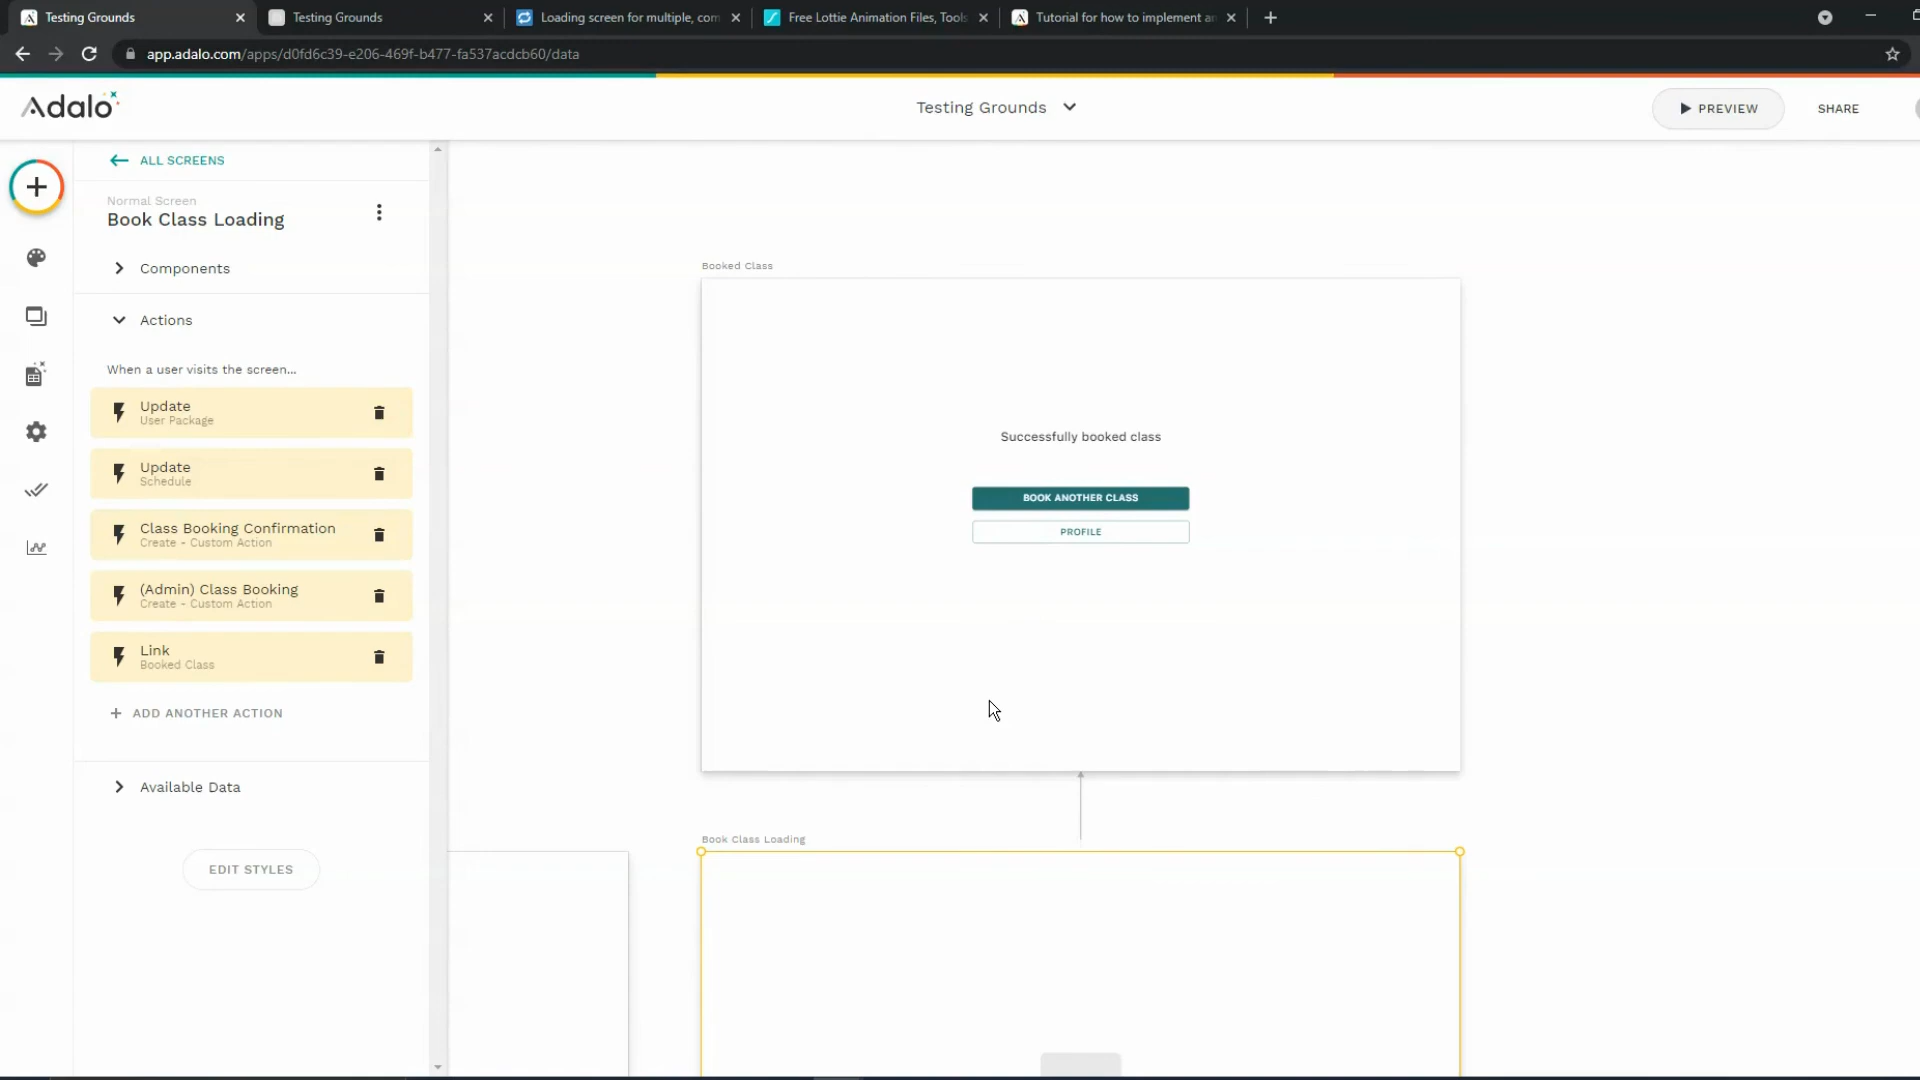 Testing Grounds
Testing Grounds
Loading screen for multiple, com
Free Lottie Animation Files, Tools
Tutorial for how to implement an
app.adalo.com/apps/d0fd6c39-e206-469f-b477-fa537acdcb60/data
Adalo
Testing Grounds
PREVIEW
SHARE
ALL SCREENS
Normal Screen
Book Class Loading
Components
Actions
When a user visits the screen...
Update
User Package
Update
Schedule
Class Booking Confirmation
Create - Custom Action
(Admin) Class Booking
Create - Custom Action
Link
Booked Class
ADD ANOTHER ACTION
Available Data
EDIT STYLES
Booked Class
Successfully booked class
BOOK ANOTHER CLASS
PROFILE
Book Class Loading